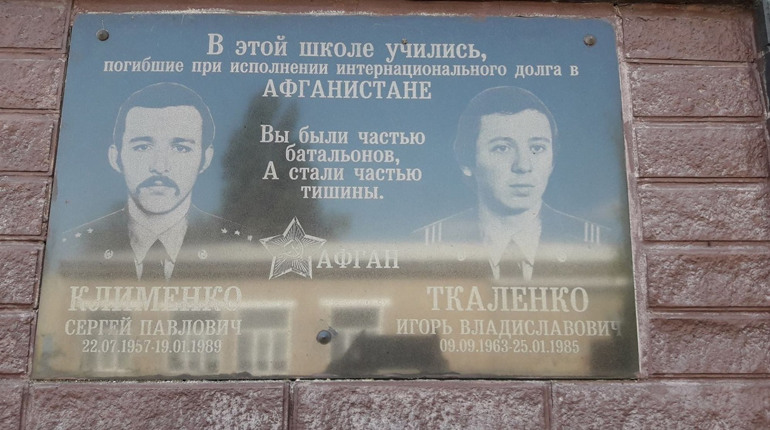 В этой школе учились,
погибшие при исполнении интернационального долга в
АФГАНИСТАНЕ
Вы были частью
батальонов,
А стали частью
тишины.
АФГАН
КЛИМЕНКО
СЕРГЕЙ ПАВЛОВИЧ
22.07.1957-19.01.1989
ТКАЛЕНКО
ИГОРЬ ВЛАДИСЛАВОВИЧ
09.09.1963-25.01.1985